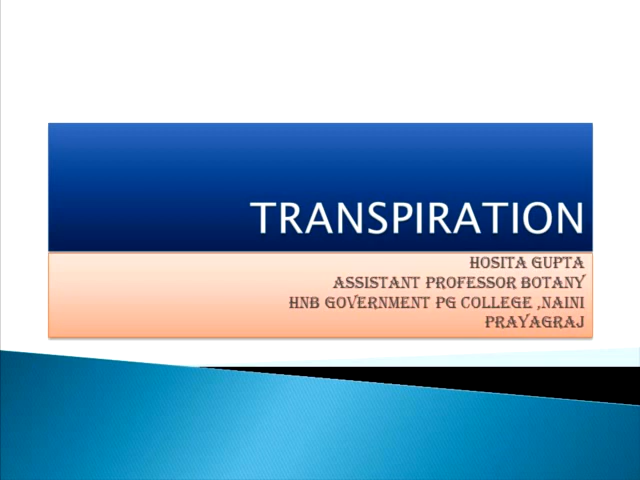 TRANSPIRATION
HOSITA GUPTA
ASSISTANT PROFESSOR BOTANY
HNB GOVERNMENT PG COLLEGE ,NAINI
PRAYAGRAJ